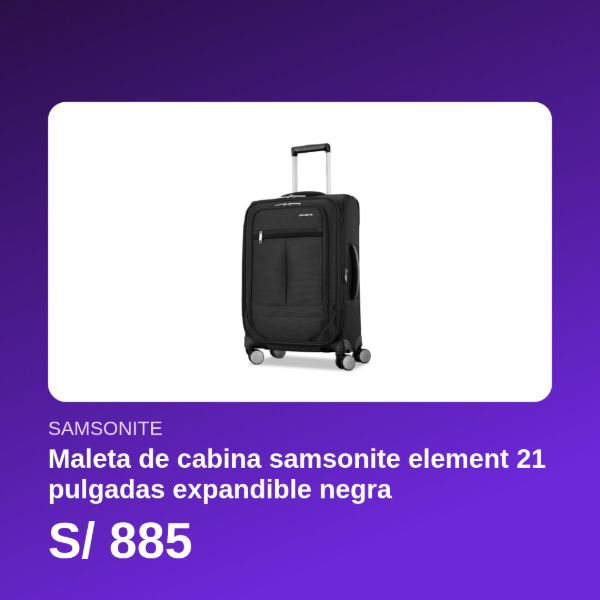 SAMSONITE
Maleta de cabina samsonite element 21
pulgadas expandible negra
S/ 885